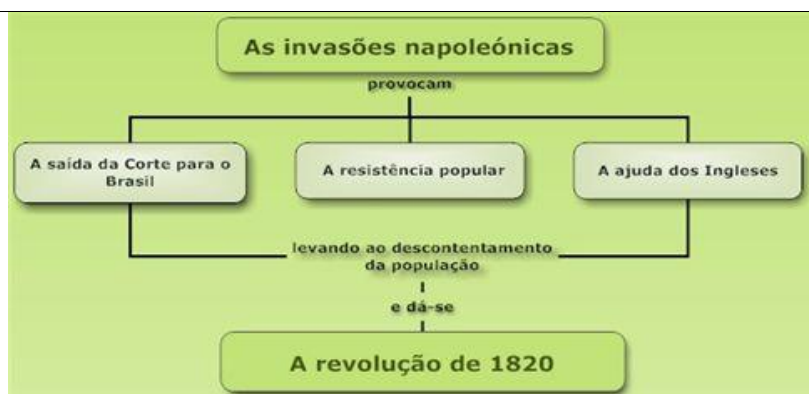 As invasões napoleónicas
provocam
A saída da Corte para o
Brasil
A resistência popular
A ajuda dos Ingleses
levando ao descontentamento
da população
e dá-se
A revolução de 1820